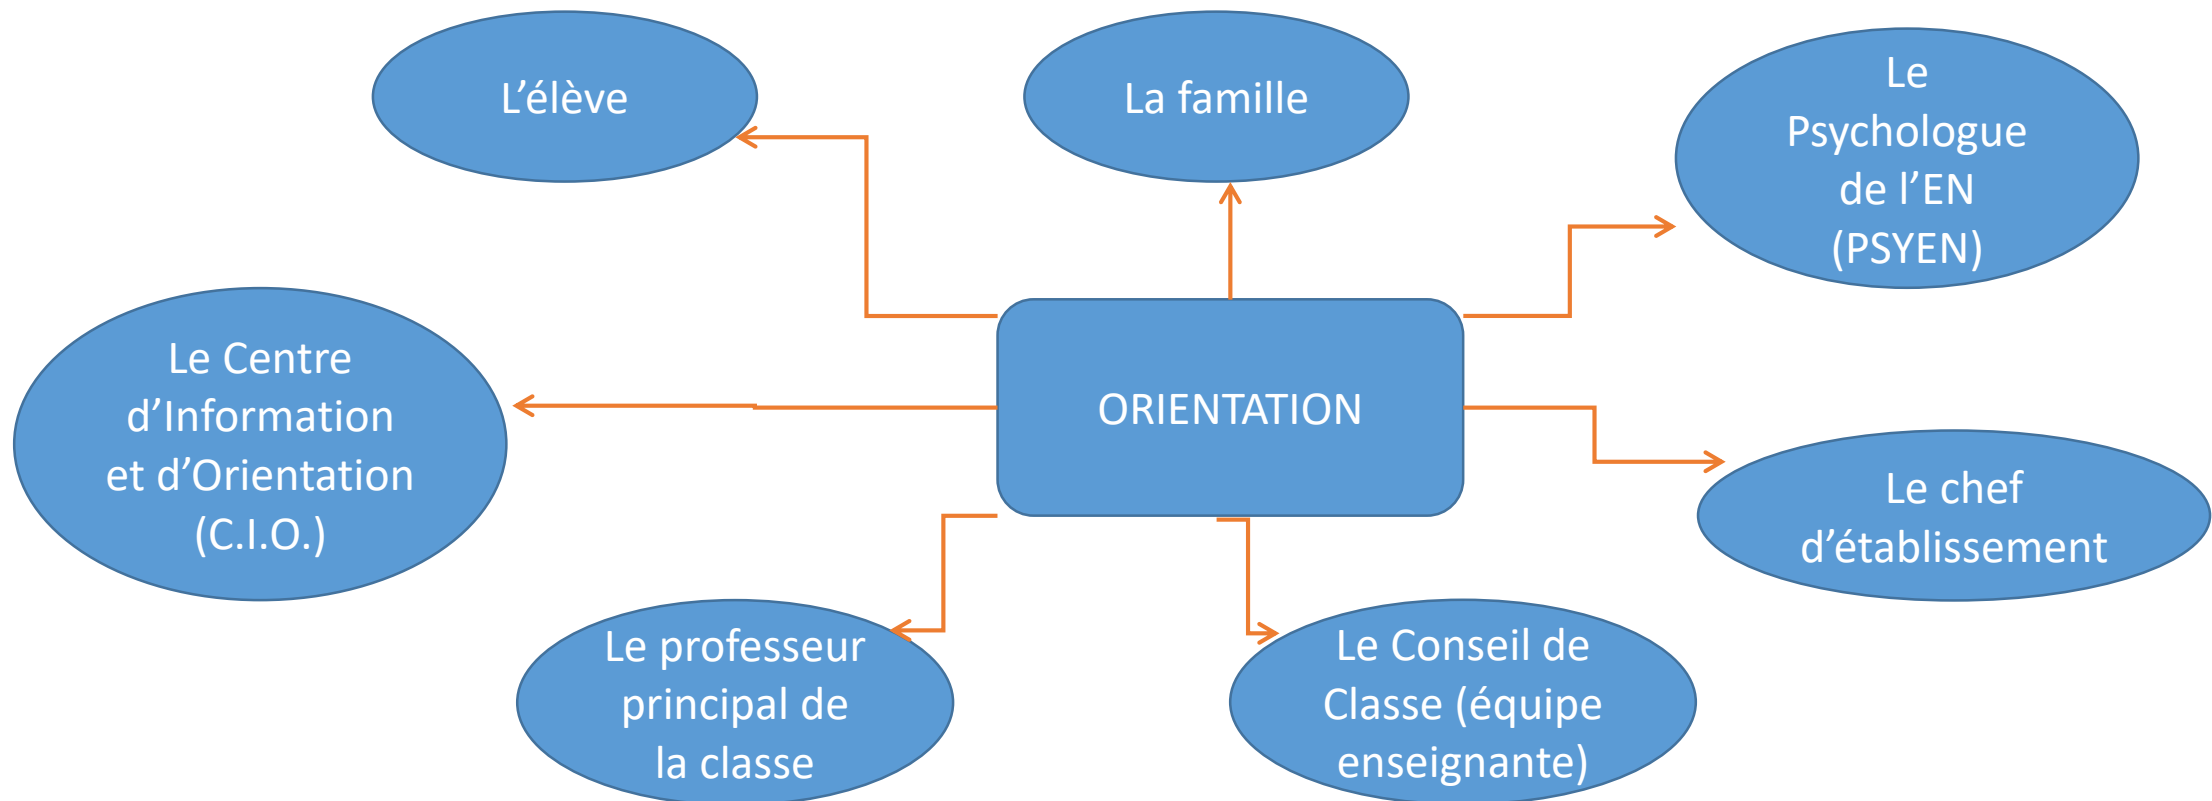 L’élève
La famille
Le
Psychologue
de l’EN
(PSYEN)
Le Centre
d’Information
et d’Orientation
(C.I.O.)
ORIENTATION
Le chef
d’établissement
Le professeur
principal de
la classe
Le Conseil de
Classe (équipe
enseignante)